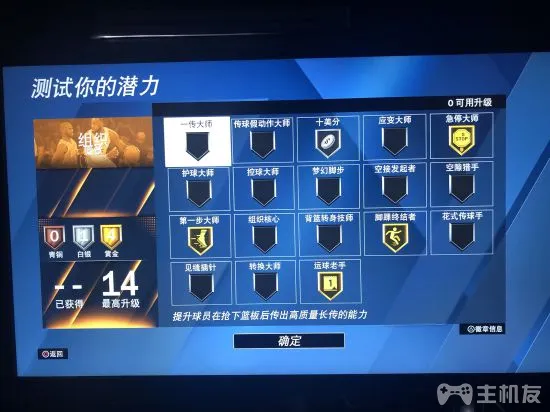 测试你的潜力
0 可用升级
组织
一传大师 传球假动作大师 十美分 应变大师 急停大师
STOP
护球大师 控球大师 梦幻脚步 空接发起者 空隙猎手
第一步大师 组织核心 背篮转身技师 脚踝终结者 花式传球手
0
青铜 白银 黄金
见缝插针 转换大师 运球老手
1
-- 14
已获得 最高升级
提升球员在抢下篮板后传出高质量长传的能力
确定
返回
徽章信息
主机友